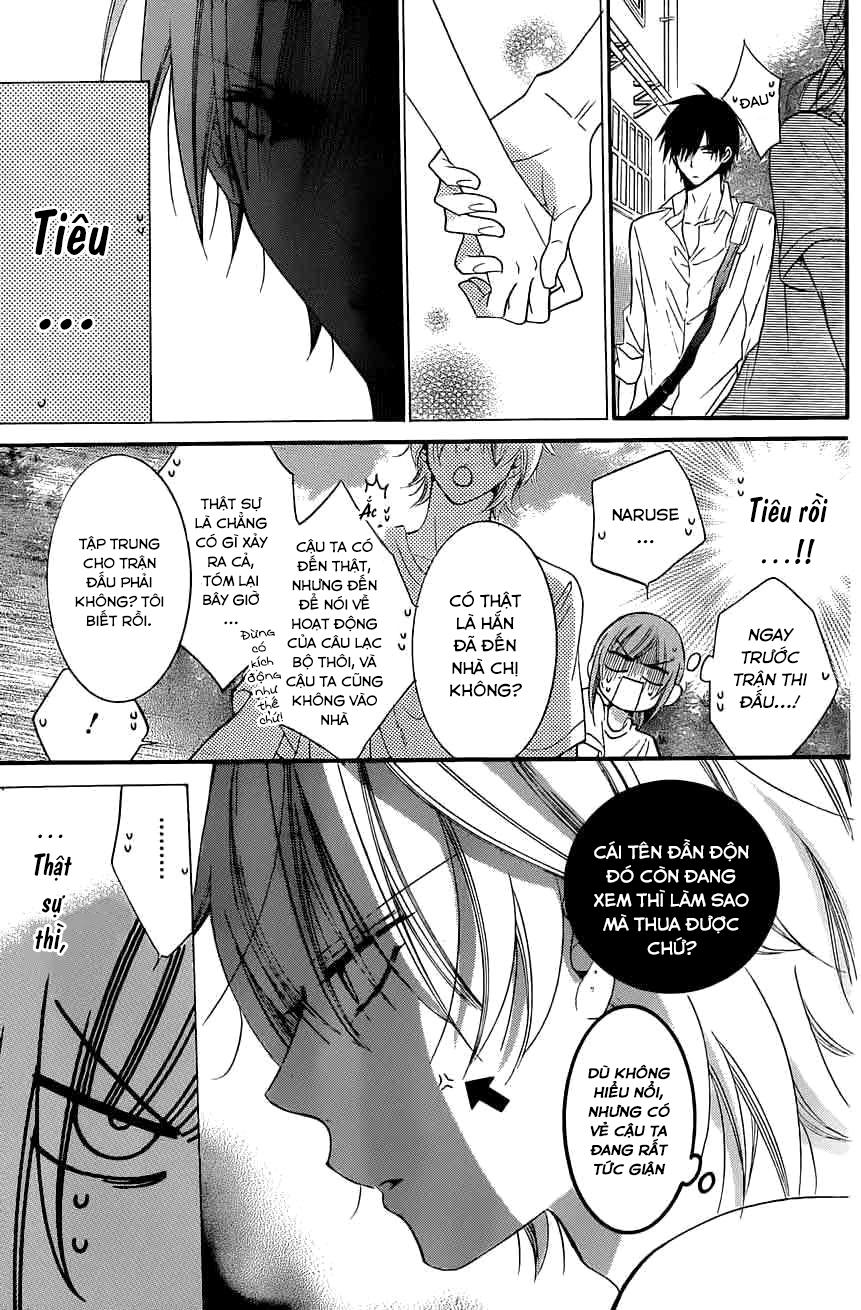 ĐAU
Tiêu
...
Tiêu rồi
...!!
NGAY
TRƯỚC
TRẬN THI
ĐẤU...!
NARUSE
...
CÓ THẬT
LÀ HẮN
ĐÃ ĐẾN
NHÀ CHỊ
KHÔNG?
Ắc
CẬU TA CÓ
ĐẾN THẬT,
NHƯNG ĐẾN
ĐỂ NÓI VỀ
HOẠT ĐỘNG
CỦA CÂU LẠC
BỘ THÔI, VÀ
CẬU TA CŨNG
KHÔNG VÀO
NHÀ
THẬT SỰ
LÀ CHẲNG
CÓ GÌ XẢY
RA CẢ,
TÓM LẠI
BÂY GIỜ
...
Đừng
có
kích
động
như
thế
chứ!
TẬP TRUNG
CHO TRẬN
ĐẤU PHẢI
KHÔNG? TÔI
BIẾT RỒI.
!
CÁI TÊN ĐẦN ĐỘN
ĐÓ CÒN ĐANG
XEM THÌ LÀM SAO
MÀ THUA ĐƯỢC
CHỨ?
DÙ KHÔNG
HIỂU NỔI,
NHƯNG CÓ
VẺ CẬU TA
ĐANG RẤT
TỨC GIẬN
.........
...
Thật
sự
thì,